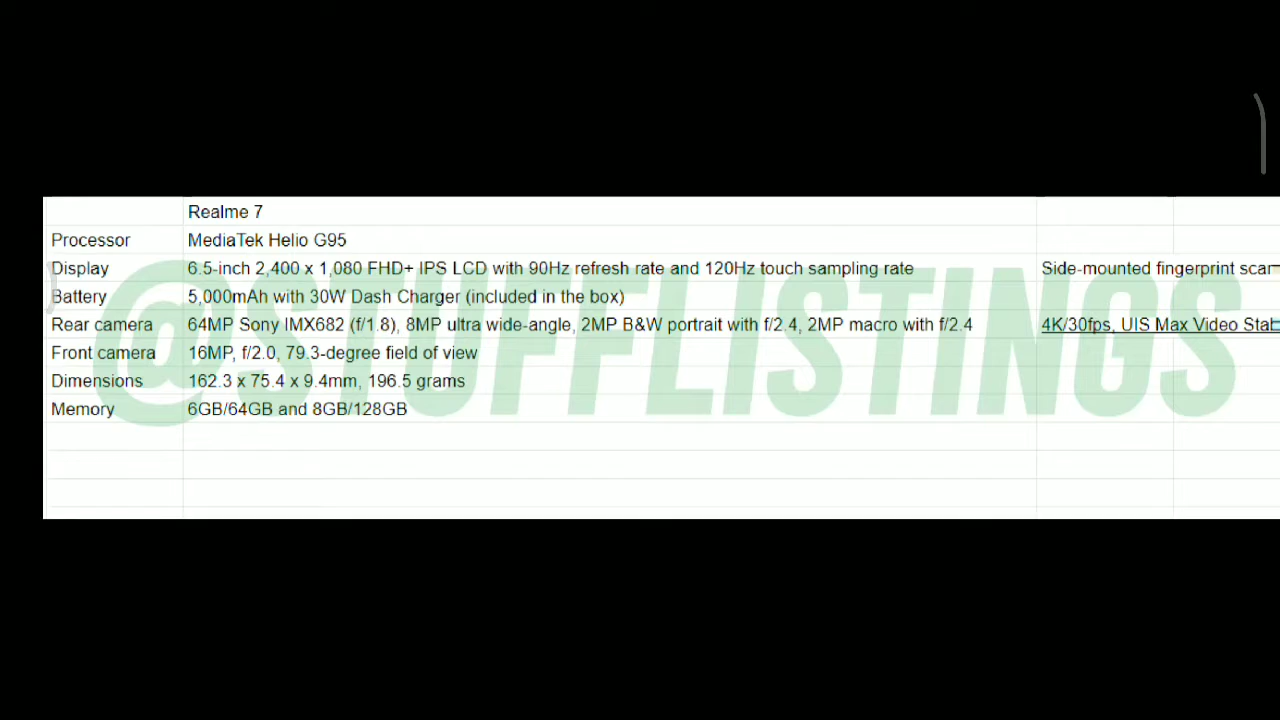 Realme 7
Processor MediaTek Helio G95
Display 6.5-inch 2,400 x 1,080 FHD+ IPS LCD with 90Hz refresh rate and 120Hz touch sampling rate Side-mounted fingerprint
Battery 5,000mAh with 30W Dash Charger (included in the box)
Rear camera 64MP Sony IMX682 (f/1.8), 8MP ultra wide-angle, 2MP B&W portrait with f/2.4, 2MP macro with f/2.4 4K/30fps, UIS Max Video
Front camera 16MP, f/2.0, 79.3-degree field of view
Dimensions 162.3 x 75.4 x 9.4mm, 196.5 grams
Memory 6GB/64GB and 8GB/128GB
@STUFFLISTINGS